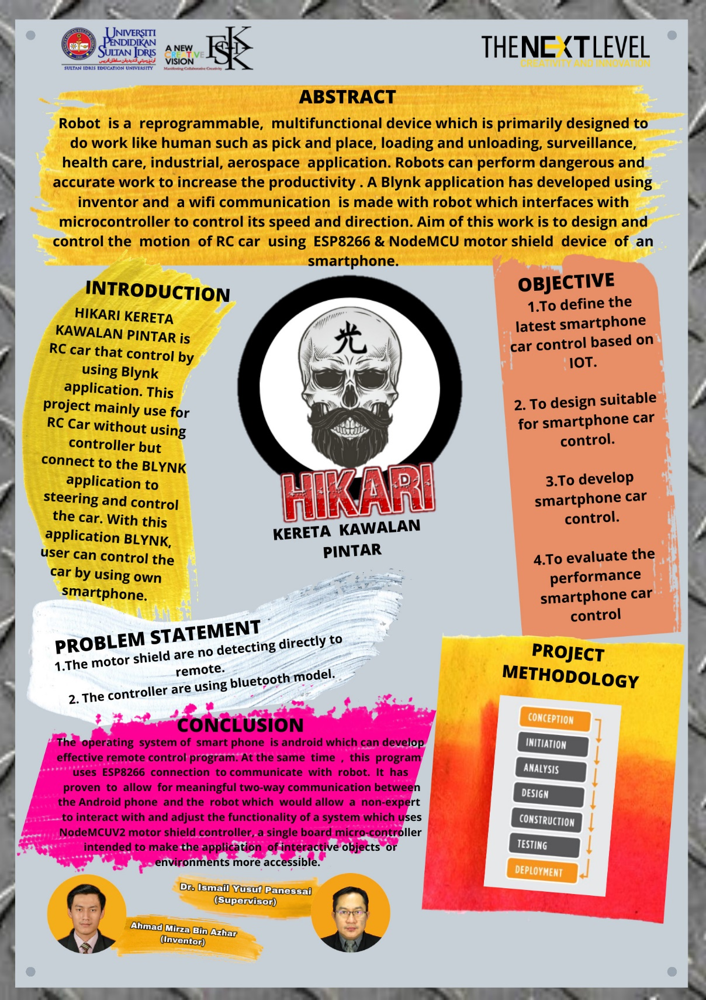 UNIVERSITI
PENDIDIKAN
SULTAN IDRIS
اونيۏرسيتي ڤنديديقن سلطان ادريس
SULTAN IDRIS EDUCATION UNIVERSITY
A NEW
CREATIVE
VISION
Manifesting Collaborative Creativity
THE NEXT LEVEL
CREATIVITY AND INNOVATION
ABSTRACT
Robot is a reprogrammable, multifunctional device which is primarily designed to
do work like human such as pick and place, loading and unloading, surveillance,
health care, industrial, aerospace application. Robots can perform dangerous and
accurate work to increase the productivity . A Blynk application has developed using
inventor and a wifi communication is made with robot which interfaces with
microcontroller to control its speed and direction. Aim of this work is to design and
control the motion of RC car using ESP8266 & NodeMCU motor shield device of an
smartphone.
INTRODUCTION
HIKARI KERETA
KAWALAN PINTAR is
RC car that control by
using Blynk
application. This
project mainly use for
RC Car without using
controller but
connect to the BLYNK
application to
steering and control
the car. With this
application BLYNK,
user can control the
car by using own
smartphone.
光
HIKARI
KERETA KAWALAN
PINTAR
OBJECTIVE
1.To define the
latest smartphone
car control based on
IOT.
2. To design suitable
for smartphone car
control.
3.To develop
smartphone car
control.
4.To evaluate the
performance
smartphone car
control
PROBLEM STATEMENT
1.The motor shield are no detecting directly to
remote.
2. The controller are using bluetooth model.
CONCLUSION
The operating system of smart phone is android which can develop
effective remote control program. At the same time , this program
uses ESP8266 connection to communicate with robot. It has
proven to allow for meaningful two-way communication between
the Android phone and the robot which would allow a non-expert
to interact with and adjust the functionality of a system which uses
NodeMCUV2 motor shield controller, a single board micro-controller
intended to make the application of interactive objects or
environments more accessible.
PROJECT
METHODOLOGY
CONCEPTION
INITIATION
ANALYSIS
DESIGN
CONSTRUCTION
TESTING
DEPLOYMENT
Dr. Ismail Yusuf Panessai
(Supervisor)
Ahmad Mirza Bin Azhar
(Inventor)